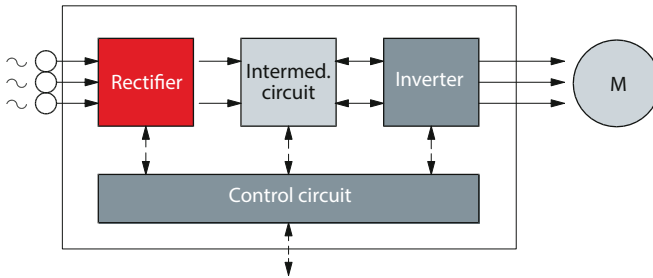 Rectifier
Intermed.
circuit
Inverter
M
Control circuit